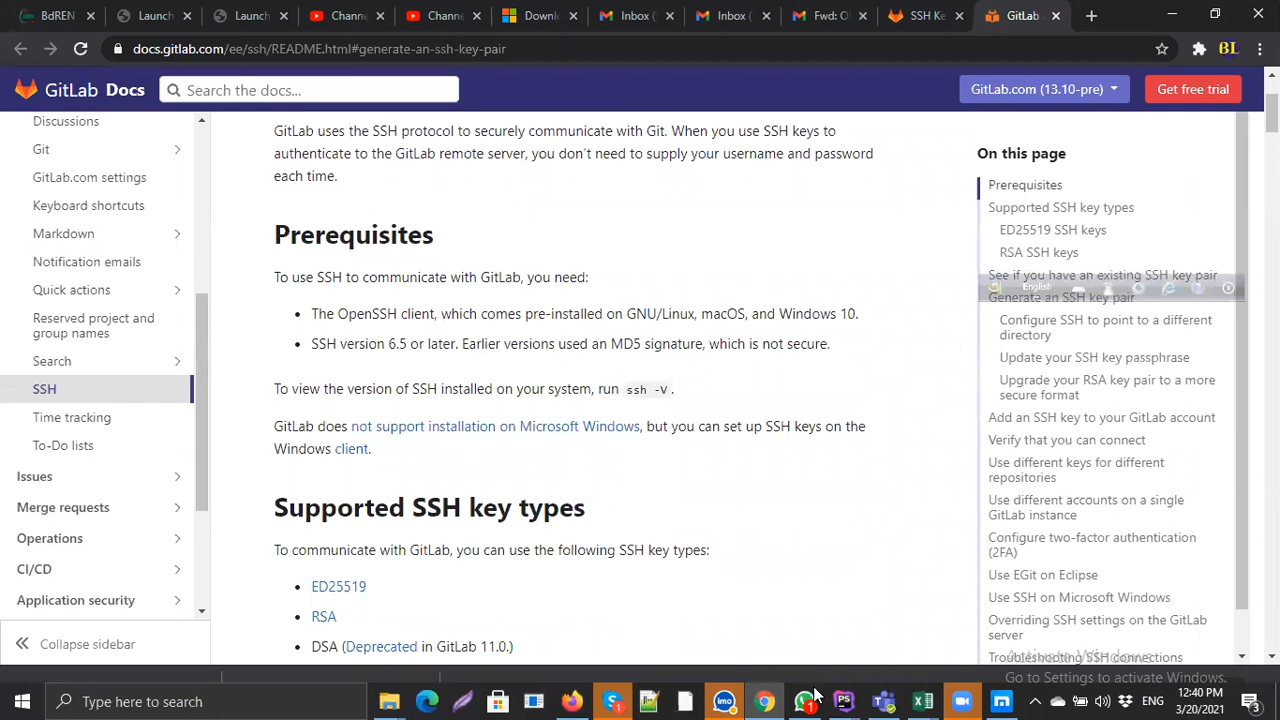 BdREN
Launch
Launch
Channe
Channe
Downlo
Inbox (
Inbox (
Fwd: O
SSH Ke
GitLab
docs.gitlab.com/ee/ssh/README.html#generate-an-ssh-key-pair
BL
GitLab Docs
Search the docs...
GitLab.com (13.10-pre)
Get free trial
Discussions
Git
GitLab.com settings
Keyboard shortcuts
Markdown
Notification emails
Quick actions
Reserved project and
group names
Search
SSH
Time tracking
To-Do lists
Issues
Merge requests
Operations
CI/CD
Application security
Collapse sidebar
GitLab uses the SSH protocol to securely communicate with Git. When you use SSH keys to
authenticate to the GitLab remote server, you don’t need to supply your username and password
each time.
Prerequisites
To use SSH to communicate with GitLab, you need:
• The OpenSSH client, which comes pre-installed on GNU/Linux, macOS, and Windows 10.
• SSH version 6.5 or later. Earlier versions used an MD5 signature, which is not secure.
To view the version of SSH installed on your system, run ssh -V.
GitLab does not support installation on Microsoft Windows, but you can set up SSH keys on the
Windows client.
Supported SSH key types
To communicate with GitLab, you can use the following SSH key types:
• ED25519
• RSA
• DSA (Deprecated in GitLab 11.0.)
On this page
Prerequisites
Supported SSH key types
ED25519 SSH keys
RSA SSH keys
See if you have an existing SSH key pair
English
Generate an SSH key pair
Configure SSH to point to a different
directory
Update your SSH key passphrase
Upgrade your RSA key pair to a more
secure format
Add an SSH key to your GitLab account
Verify that you can connect
Use different keys for different
repositories
Use different accounts on a single
GitLab instance
Configure two-factor authentication
(2FA)
Use EGit on Eclipse
Use SSH on Microsoft Windows
Overriding SSH settings on the GitLab
server
Troubleshooting SSH connections
Activate Windows
Go to Settings to activate Windows.
Type here to search
1
imo
1
PS
ENG
12:40 PM
3/20/2021
3